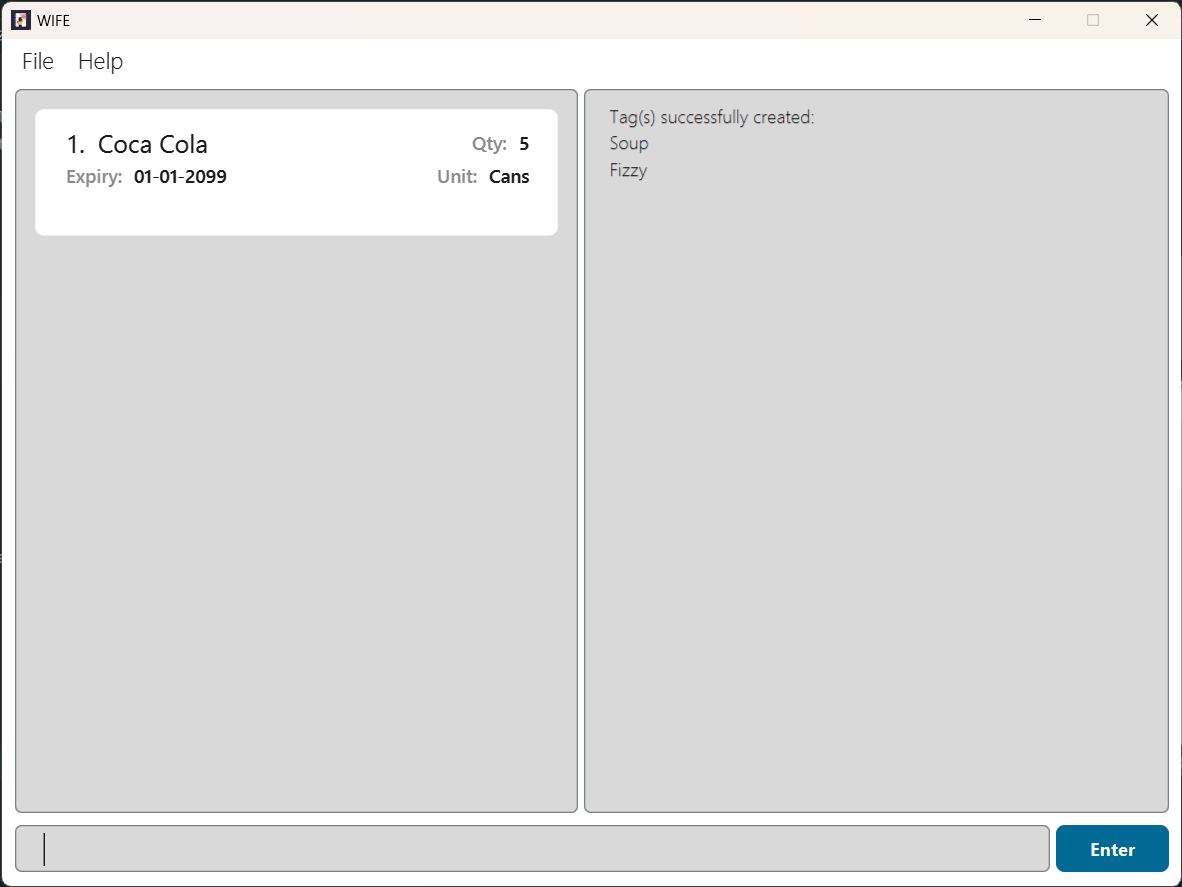 WIFE
File Help
1. Coca Cola
Qty: 5
Expiry: 01-01-2099
Unit: Cans
Tag(s) successfully created:
Soup
Fizzy
Enter